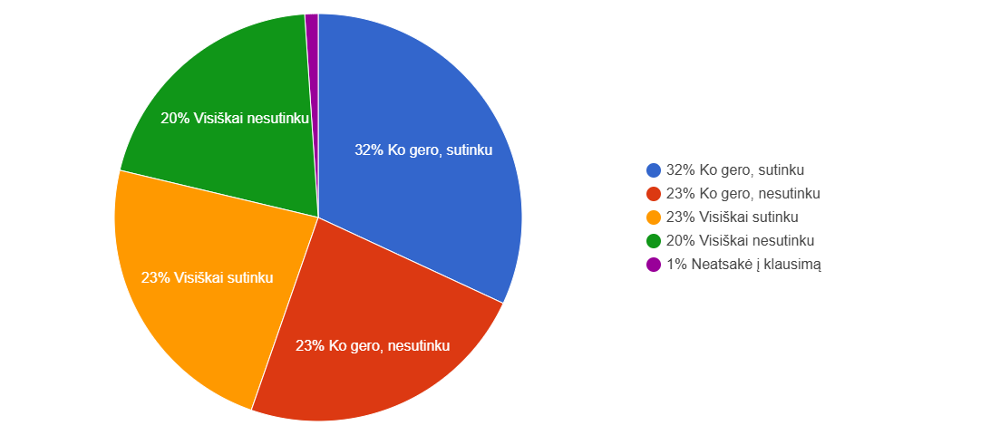 20% Visiškai nesutinku
32% Ko gero, sutinku
23% Visiškai sutinku
23% Ko gero, nesutinku
32% Ko gero, sutinku
23% Ko gero, nesutinku
23% Visiškai sutinku
20% Visiškai nesutinku
1% Neatsakė į klausimą